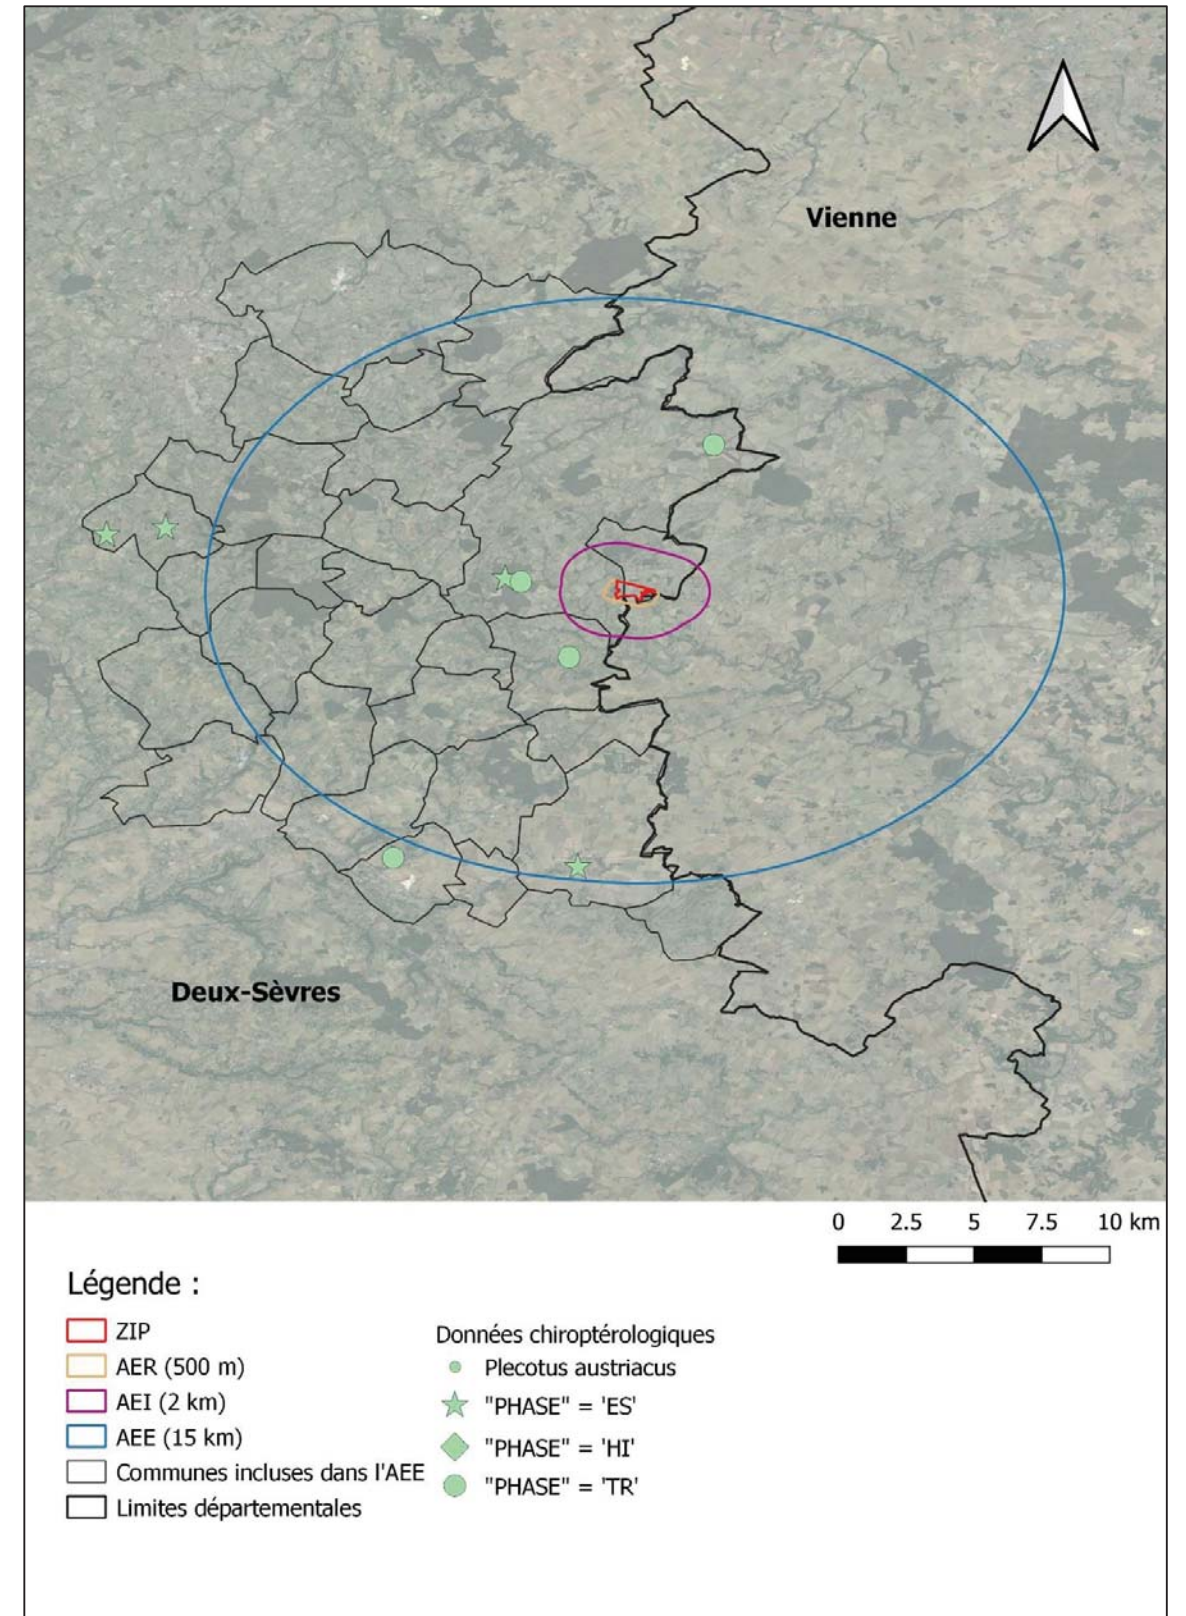 Vienne
Deux-Sèvres
0 2.5 5 7.5 10 km
Légende :
ZIP
AER (500 m)
AEI (2 km)
AEE (15 km)
Communes incluses dans l'AEE
Limites départementales
Données chiroptérologiques
Plecotus austriacus
"PHASE" = 'ES'
"PHASE" = 'HI'
"PHASE" = 'TR'